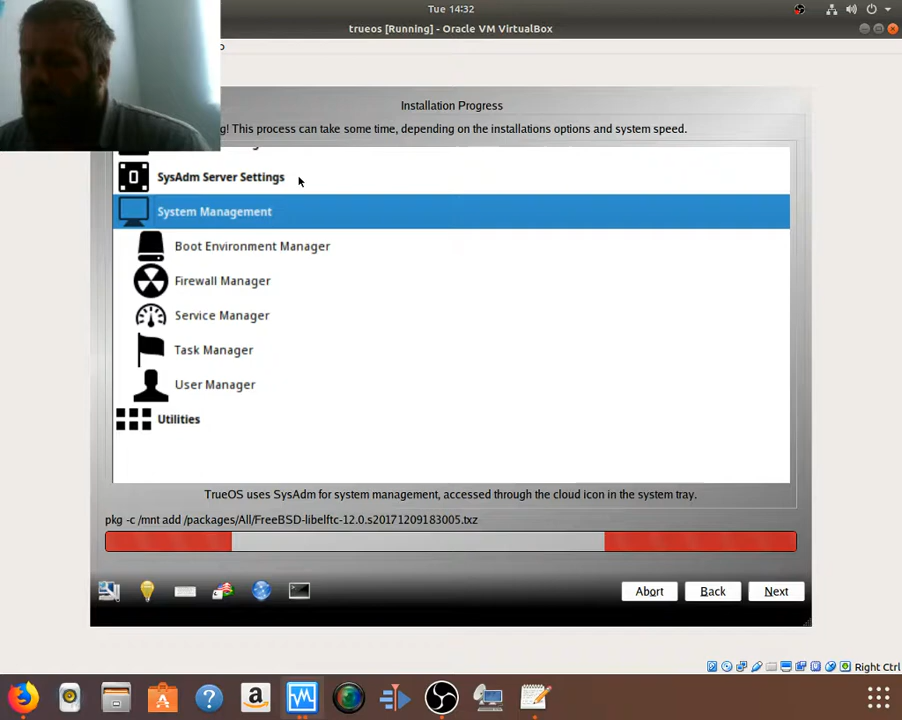 Tue 14:32
trueos [Running] - Oracle VM VirtualBox
Installation Progress
! This process can take some time, depending on the installations options and system speed.
SysAdm Server Settings
System Management
Boot Environment Manager
Firewall Manager
Service Manager
Task Manager
User Manager
Utilities
TrueOS uses SysAdm for system management, accessed through the cloud icon in the system tray.
pkg -c /mnt add /packages/All/FreeBSD-libelftc-12.0.s20171209183005.txz
Abort
Back
Next
Right Ctrl